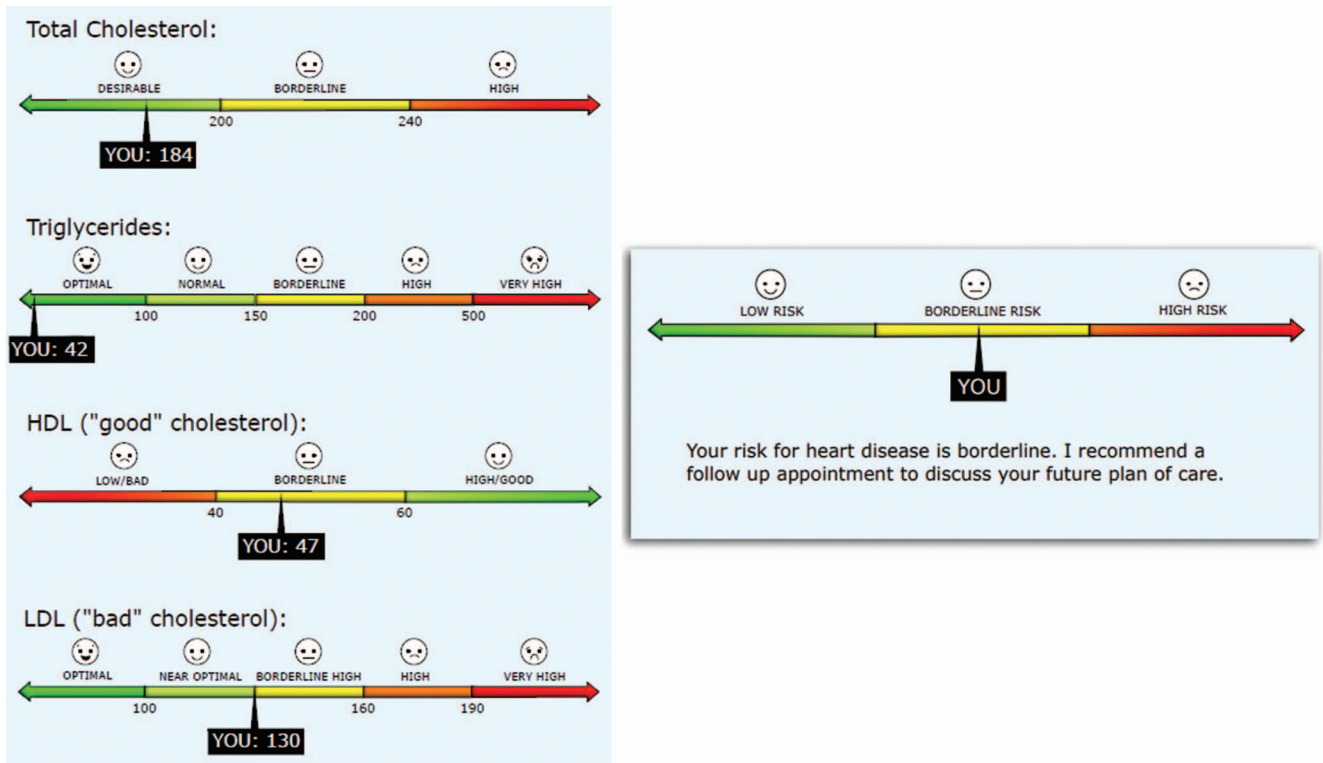 Total Cholesterol:
DESIRABLE BORDERLINE HIGH
200 240
YOU: 184
Triglycerides:
OPTIMAL NORMAL BORDERLINE HIGH VERY HIGH
100 150 200 500
YOU: 42
HDL ("good" cholesterol):
LOW/BAD BORDERLINE HIGH/GOOD
40 60
YOU: 47
LDL ("bad" cholesterol):
OPTIMAL NEAR OPTIMAL BORDERLINE HIGH HIGH VERY HIGH
100 160 190
YOU: 130
LOW RISK BORDERLINE RISK HIGH RISK
YOU
Your risk for heart disease is borderline. I recommend a
follow up appointment to discuss your future plan of care.